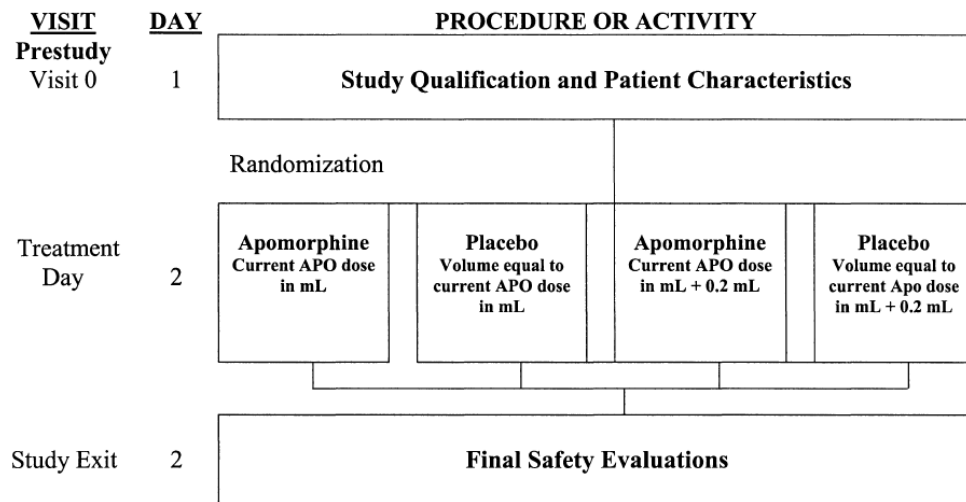 VISIT DAY PROCEDURE OR ACTIVITY
Prestudy
Visit 0 1 Study Qualification and Patient Characteristics
Randomization
Treatment
Day 2
Apomorphine
Current APO dose
in mL
Placebo
Volume equal to
current APO dose
in mL
Apomorphine
Current APO dose
in mL + 0.2 mL
Placebo
Volume equal to
current Apo dose
in mL + 0.2 mL
Study Exit 2 Final Safety Evaluations